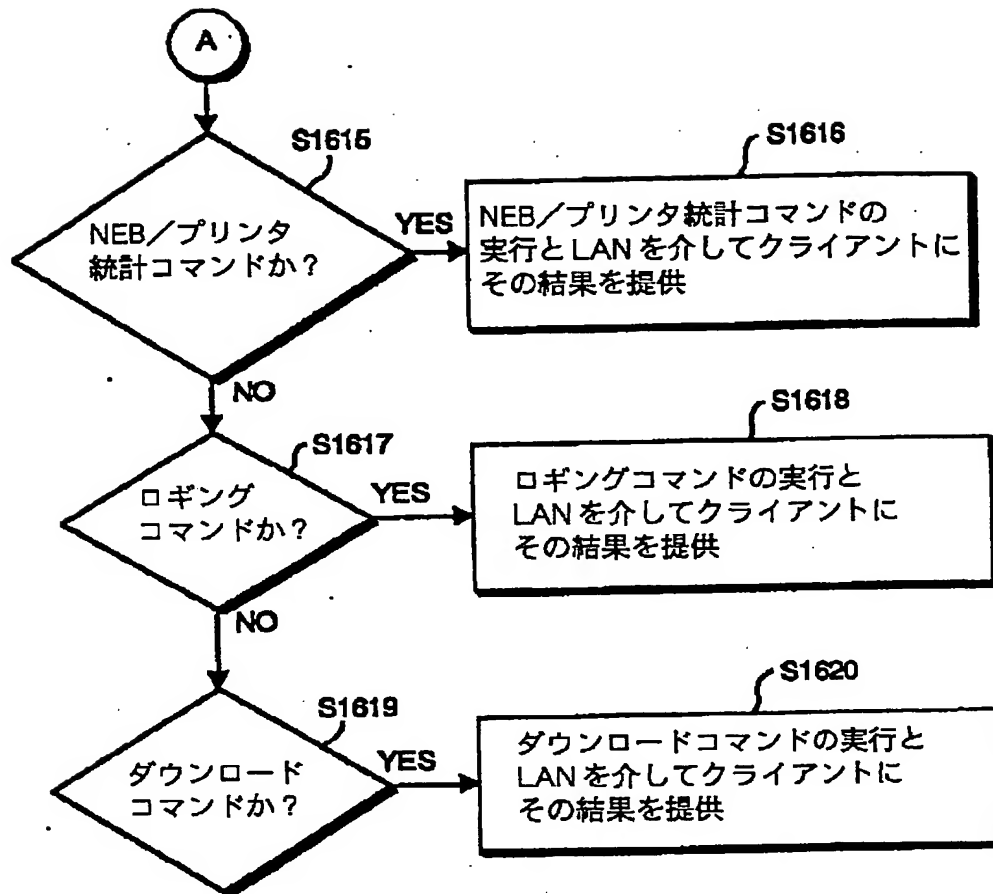 A
S1615
NEB／プリンタ
統計コマンドか？
YES
NO
S1616
NEB／プリンタ統計コマンドの
実行とLANを介してクライアントに
その結果を提供
S1617
ロギング
コマンドか？
YES
NO
S1618
ロギングコマンドの実行と
LANを介してクライアントに
その結果を提供
S1619
ダウンロード
コマンドか？
YES
S1620
ダウンロードコマンドの実行と
LANを介してクライアントに
その結果を提供